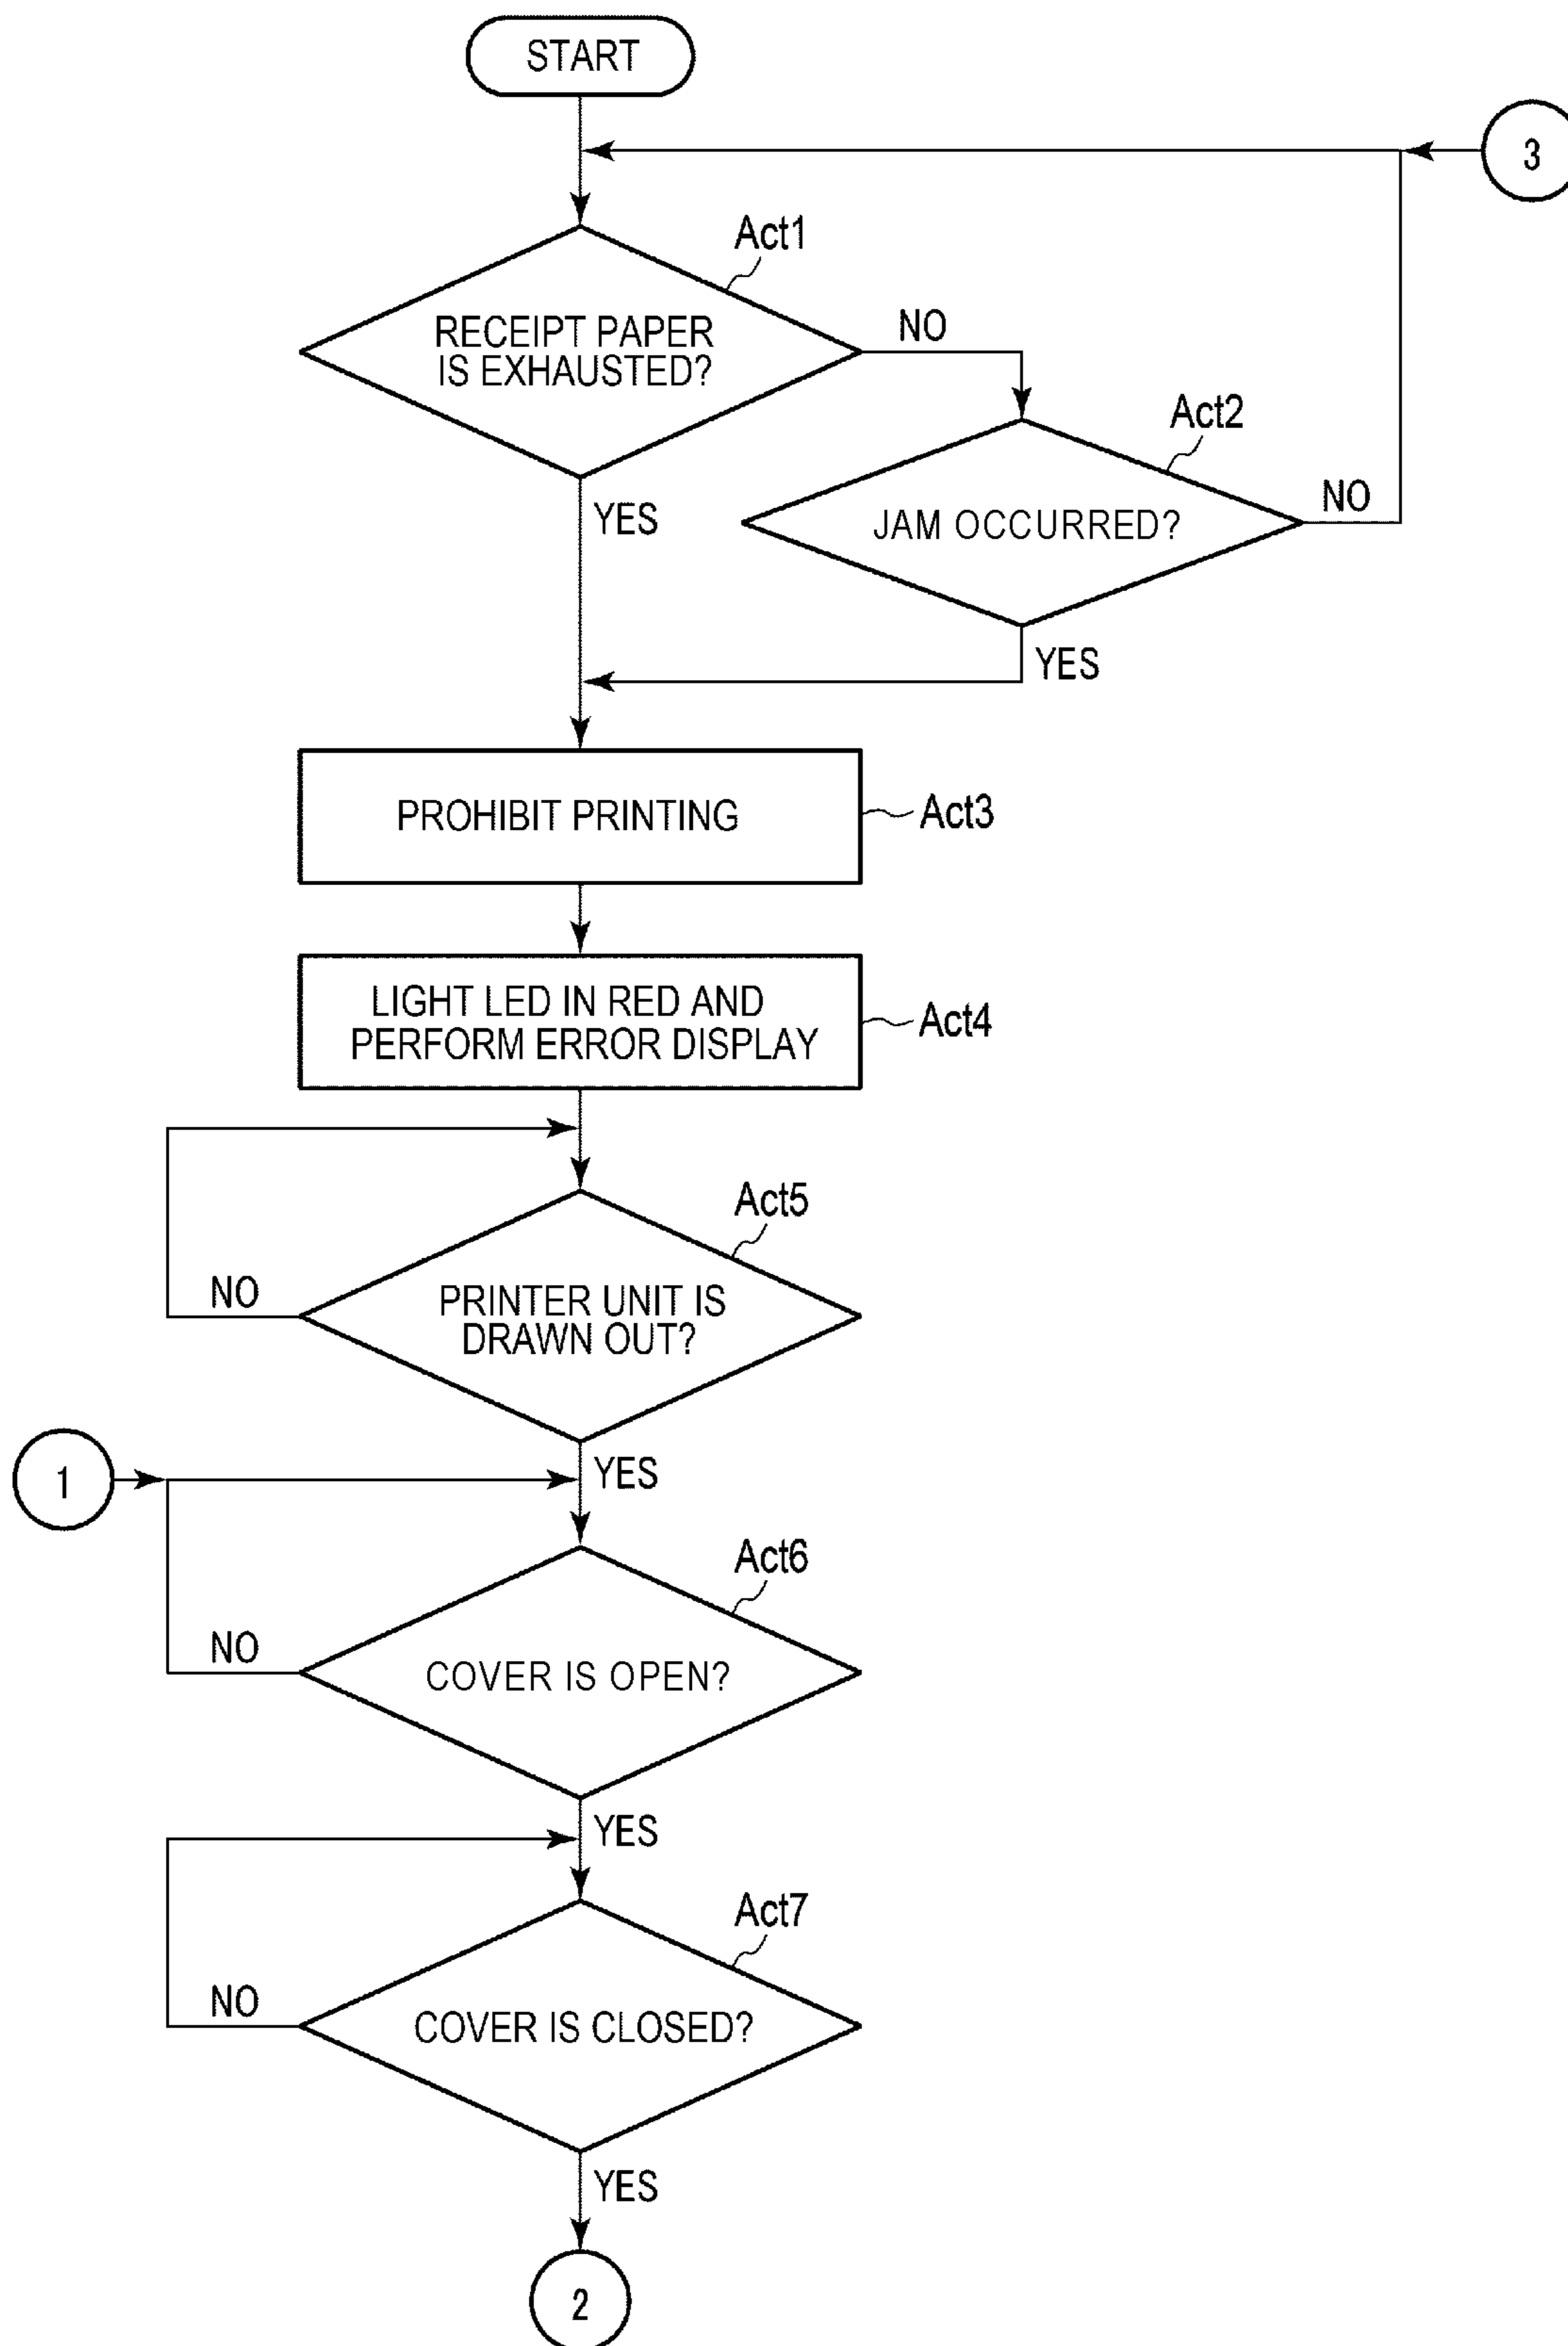 START
3
Act1
RECEIPT PAPER
IS EXHAUSTED?
NO
Act2
JAM OCCURRED?
NO
YES
YES
PROHIBIT PRINTING
Act3
LIGHT LED IN RED AND
PERFORM ERROR DISPLAY
Act4
Act5
PRINTER UNIT IS
DRAWN OUT?
NO
YES
1
Act6
COVER IS OPEN?
NO
YES
Act7
COVER IS CLOSED?
NO
YES
2